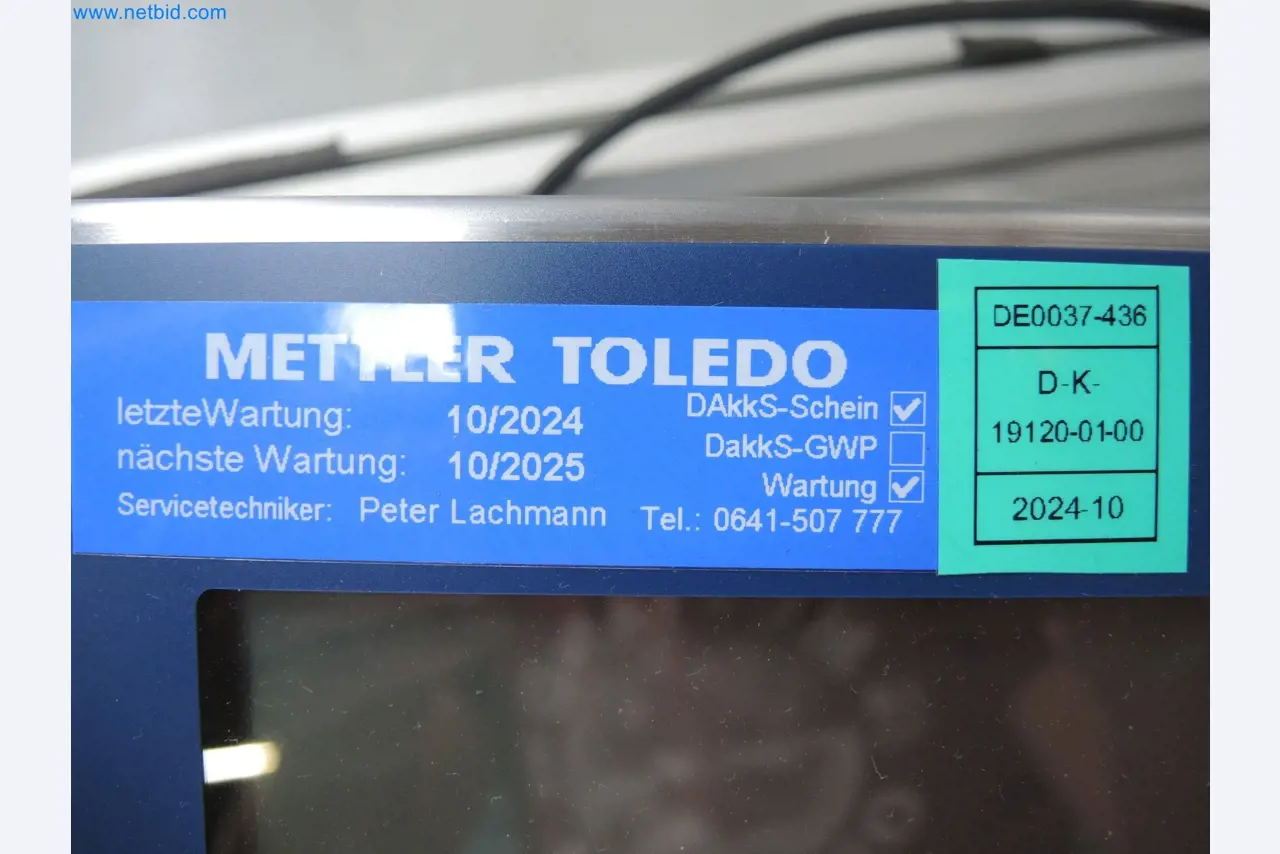 www.netbid.com
METTLER TOLEDO
letzteWartung: 10/2024
nächste Wartung: 10/2025
Servicetechniker: Peter Lachmann
DAkkS-Schein
DakkS-GWP
Wartung
Tel.: 0641-507 777
DE0037-436
D-K-
19120-01-00
2024-10